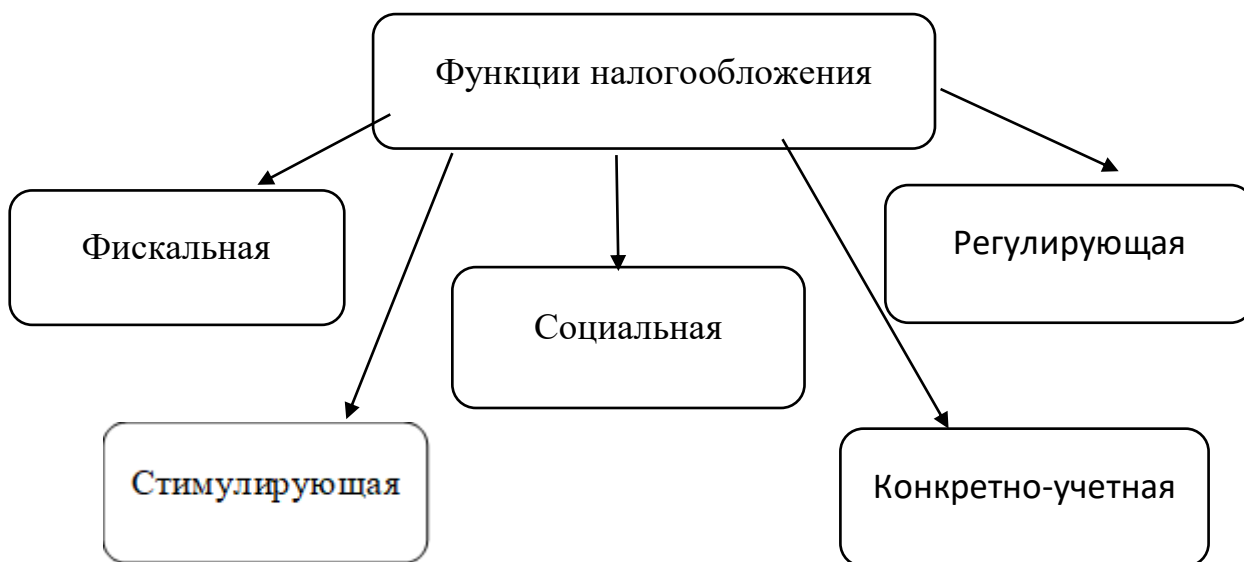 Функции налогообложения
Фискальная
Регулирующая
Социальная
Стимулирующая
Конкретно-учетная